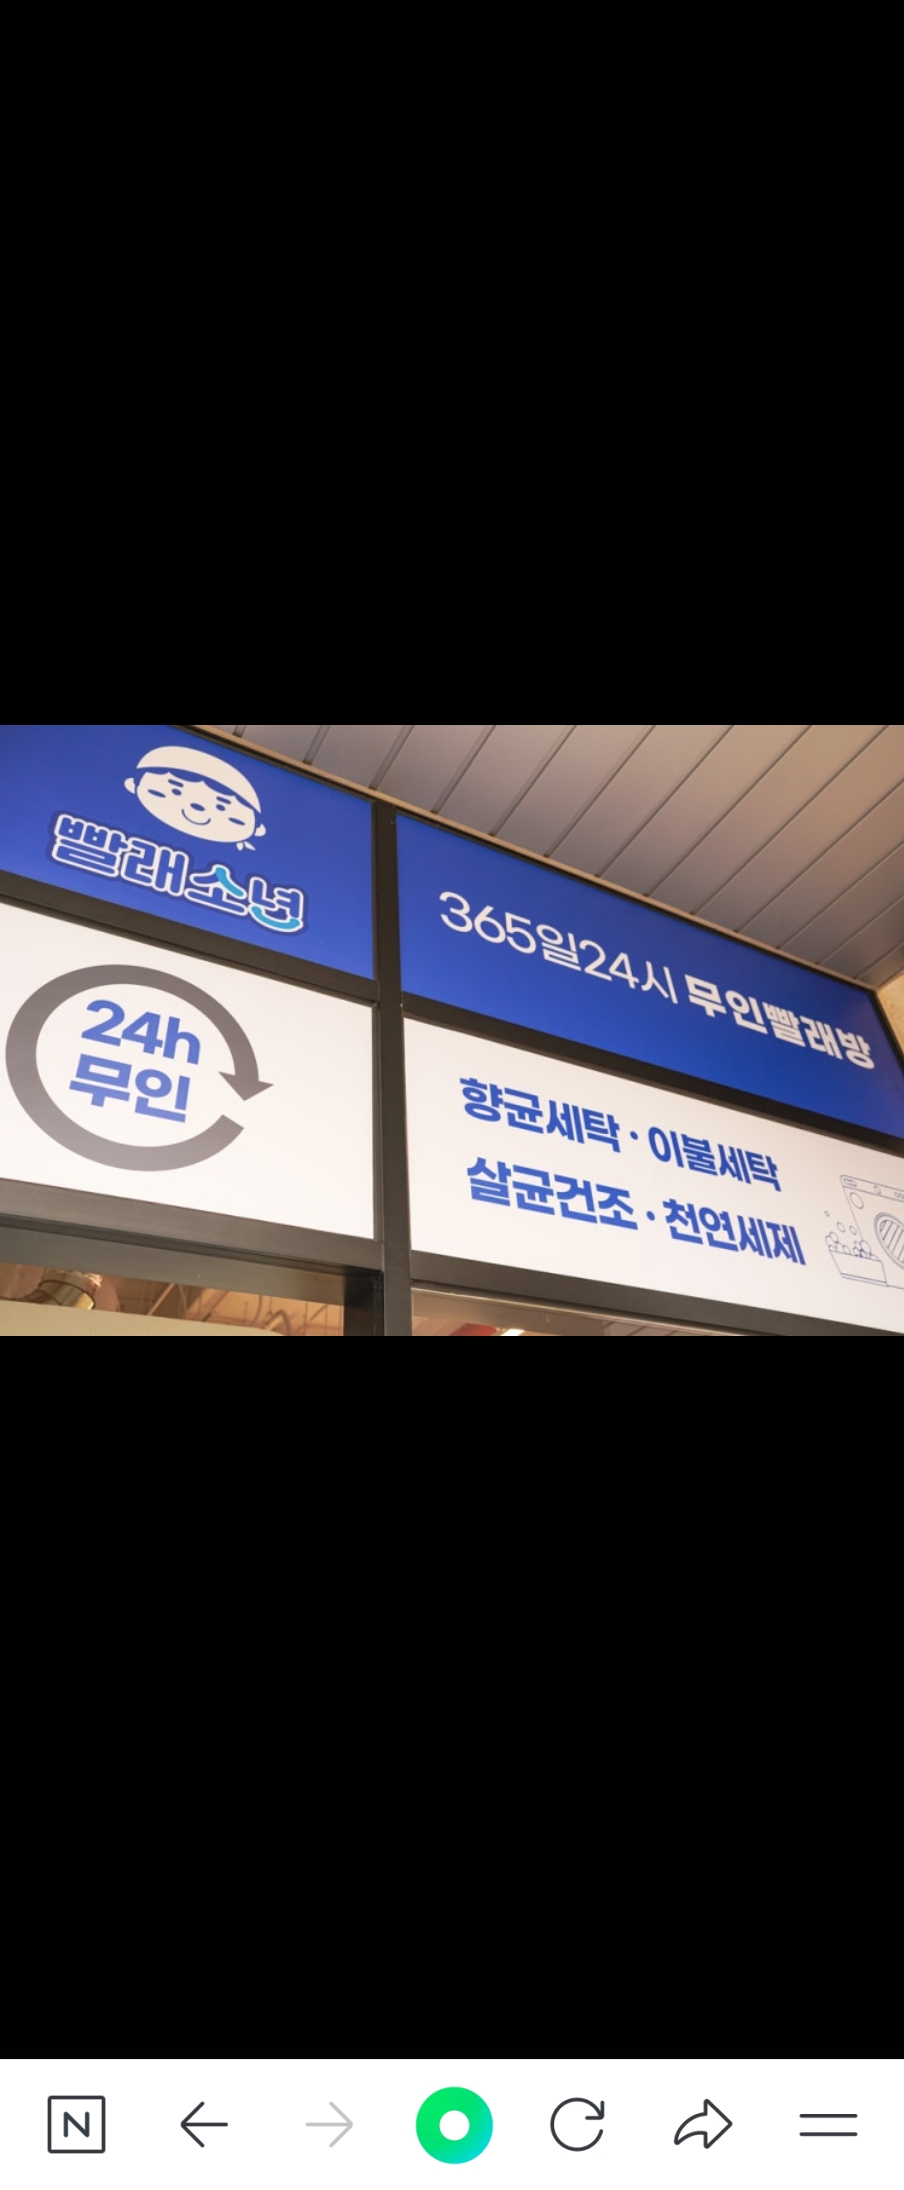 빨래소년
24h
무인
365일24시 무인빨래방
향균세탁·이불세탁
살균건조·천연세제
N